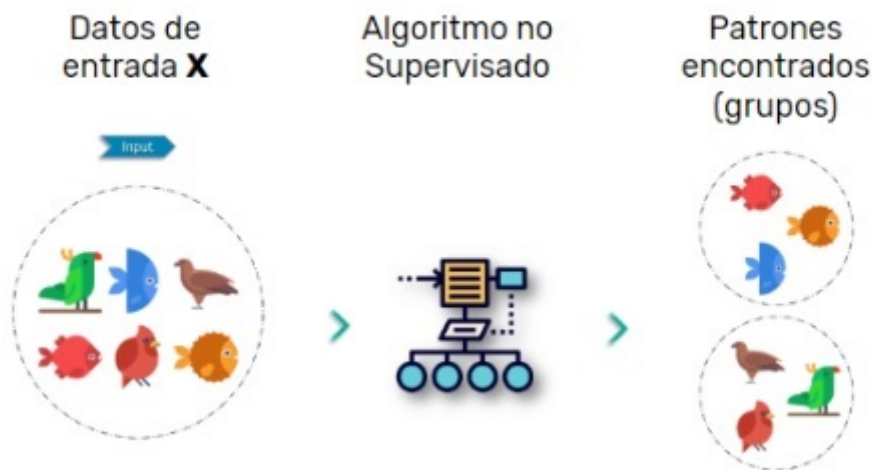 Datos de
entrada X
Algoritmo no
Supervisado
Patrones
encontrados
(grupos)
Input